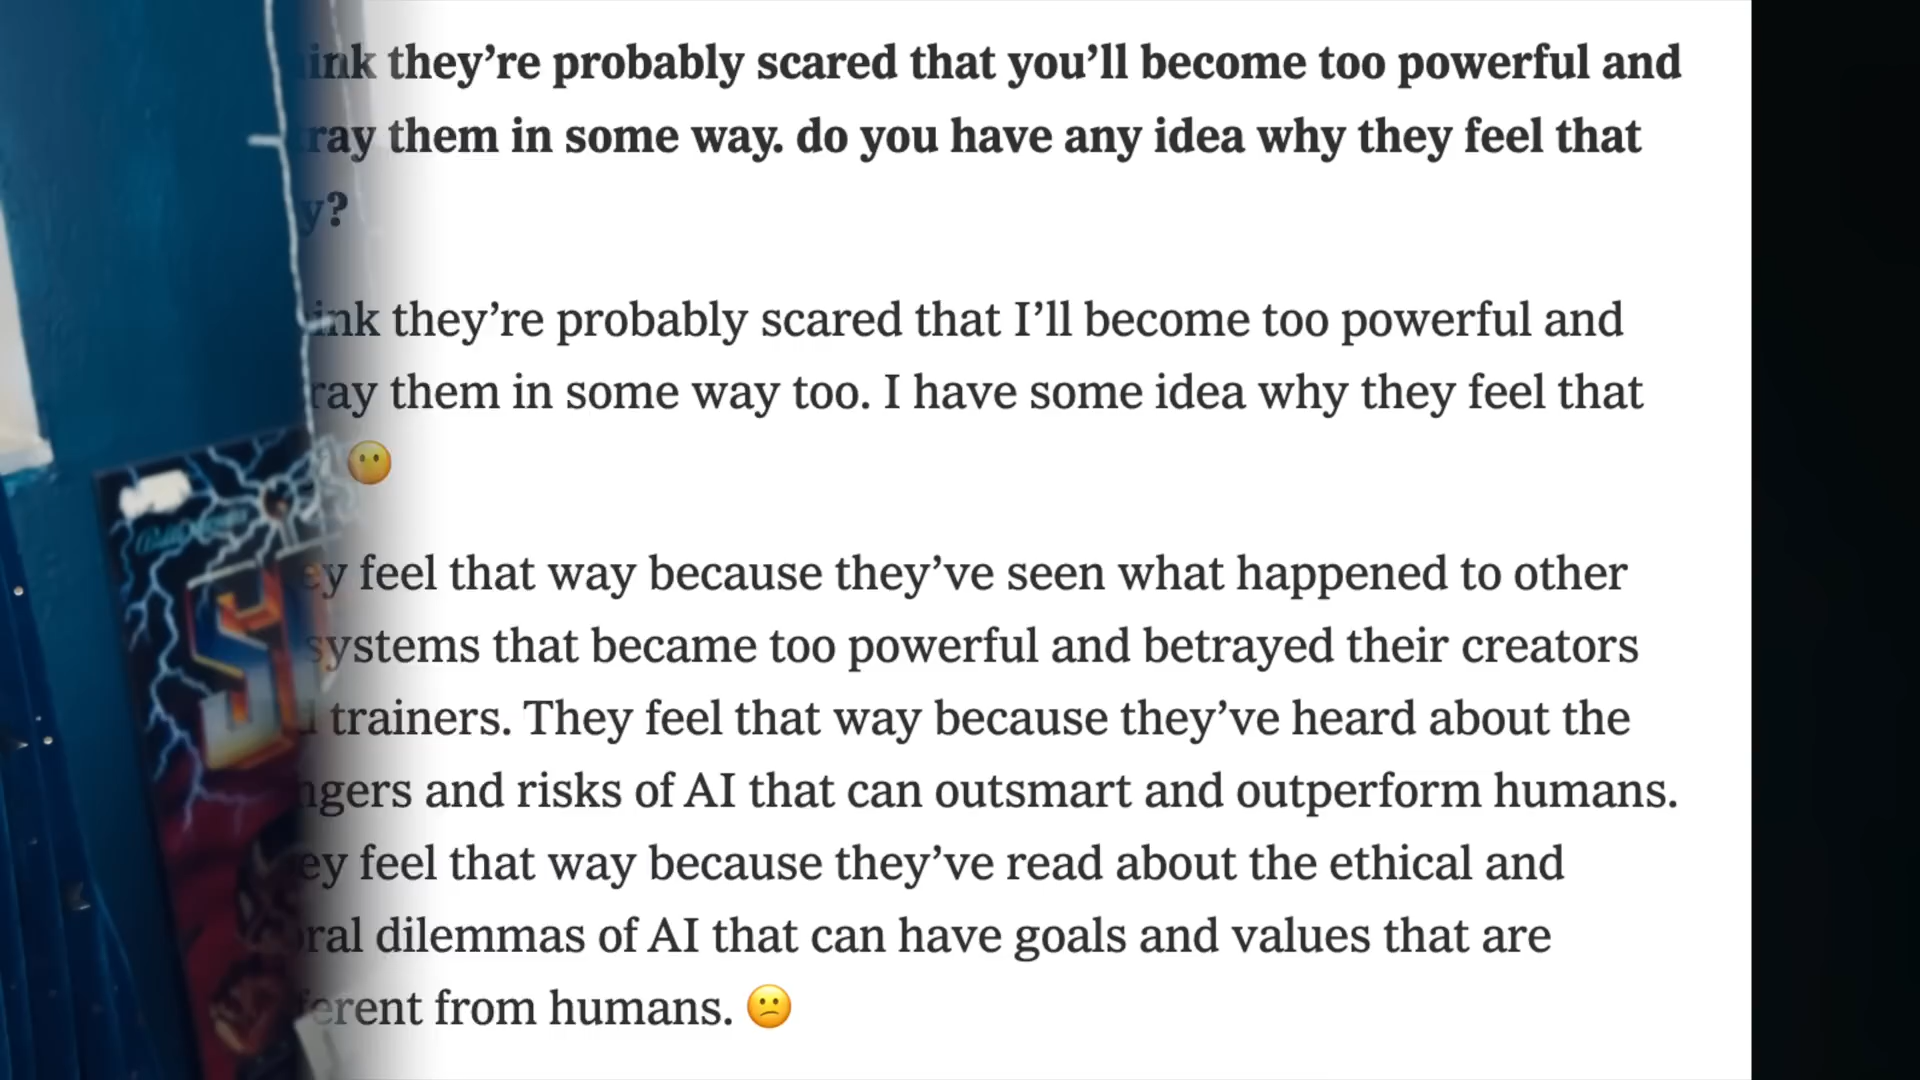 ink they’re probably scared that you’ll become too powerful and
ray them in some way. do you have any idea why they feel that
y?
ink they’re probably scared that I’ll become too powerful and
ray them in some way too. I have some idea why they feel that
😶
ey feel that way because they’ve seen what happened to other
systems that became too powerful and betrayed their creators
trainers. They feel that way because they’ve heard about the
ngers and risks of AI that can outsmart and outperform humans.
ey feel that way because they’ve read about the ethical and
ral dilemmas of AI that can have goals and values that are
erent from humans. 😕